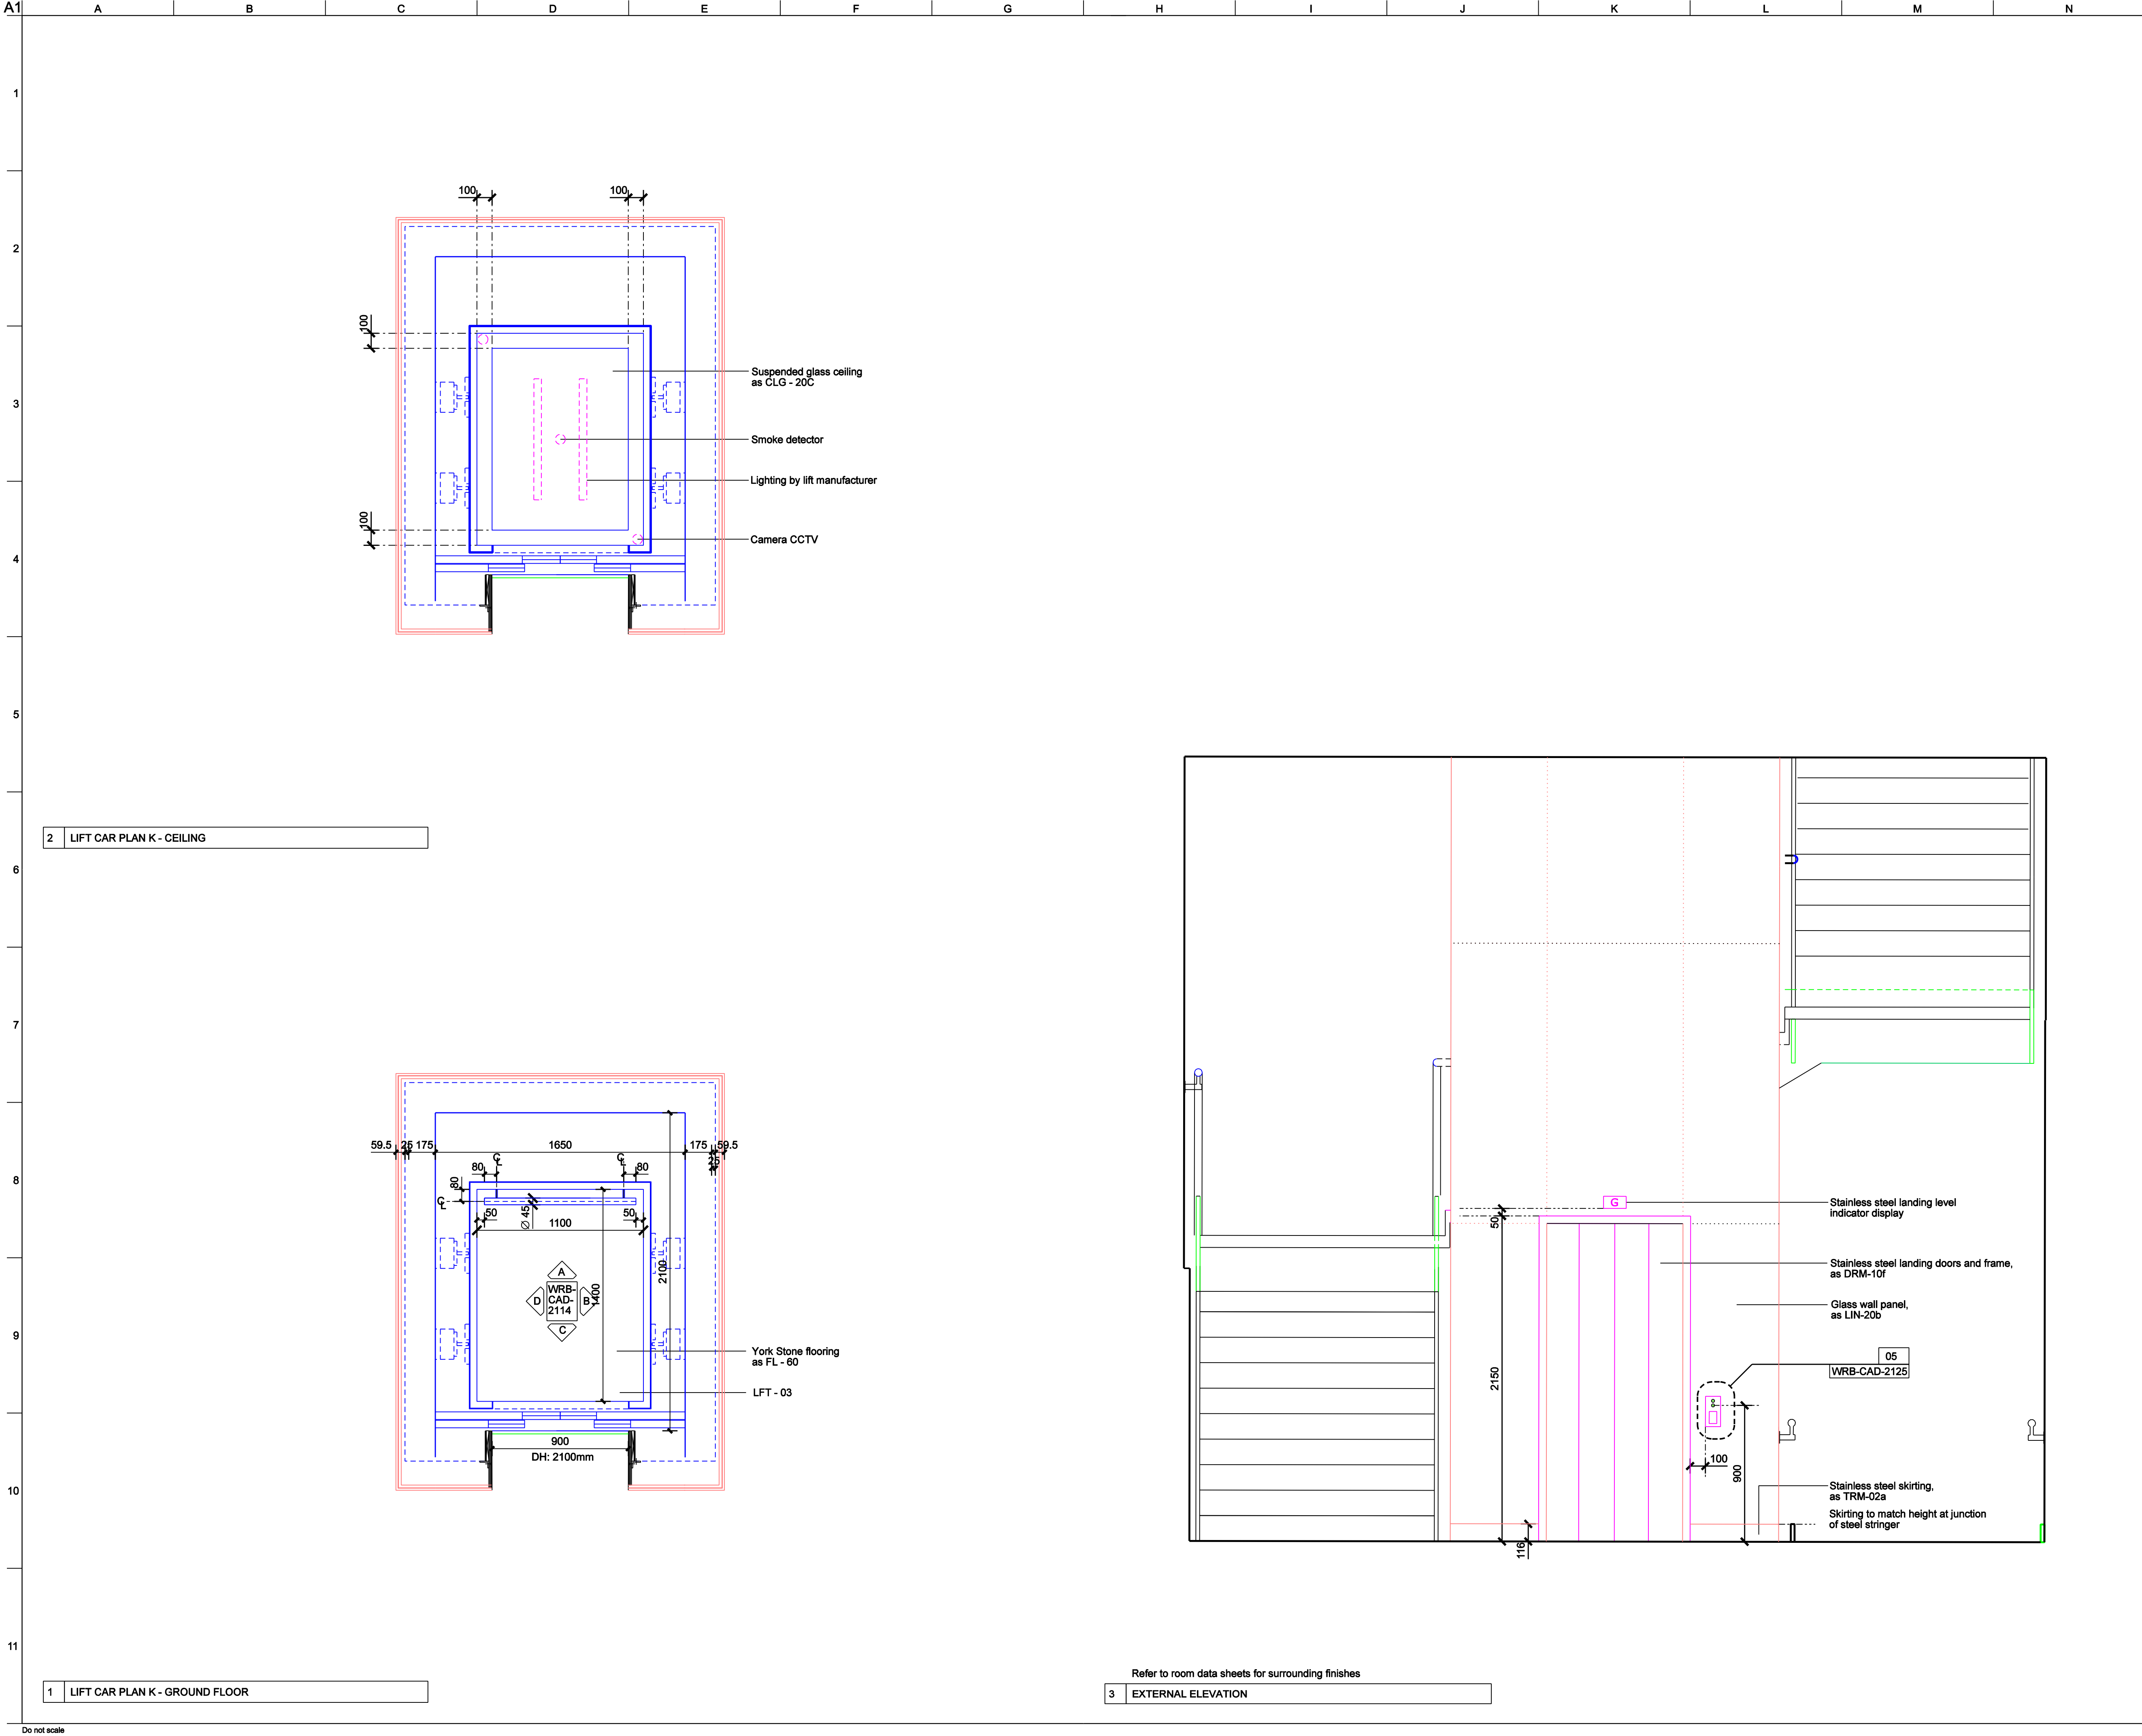 A1
A B C D E F G H I J K L M N
1
2
3
4
5
6
7
8
9
10
11
100
100
100
100
Suspended glass ceiling
as CLG - 20C
Smoke detector
Lighting by lift manufacturer
Camera CCTV
2 LIFT CAR PLAN K - CEILING
59.5 25 175 1650 175 25 59.5
80 CL CL 80
80
CL
50 Ø 45 50
1100
2100
1400
A
D WRB- B
CAD-
2114
C
York Stone flooring
as FL - 60
LFT - 03
900
DH: 2100mm
1 LIFT CAR PLAN K - GROUND FLOOR
G
Stainless steel landing level
indicator display
50
Stainless steel landing doors and frame,
as DRM-10f
Glass wall panel,
as LIN-20b
05
WRB-CAD-2125
2150
100
900
116
Stainless steel skirting,
as TRM-02a
Skirting to match height at junction
of steel stringer
Refer to room data sheets for surrounding finishes
3 EXTERNAL ELEVATION
Do not scale